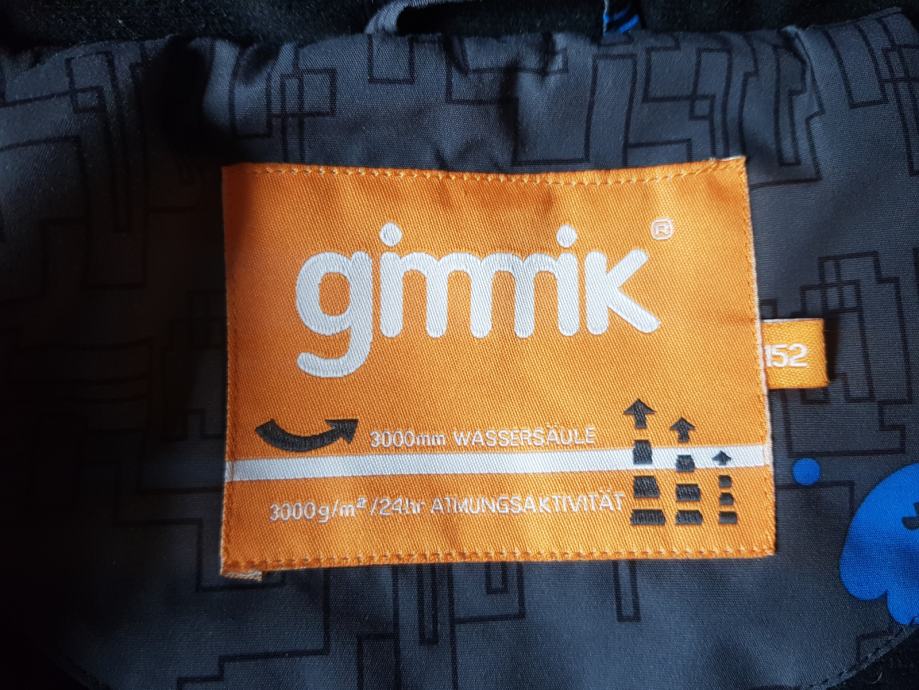 gimmik®
152
3000mm WASSERSÄULE
3000g/m²/24hr ATMUNGSAKTIVITÄT